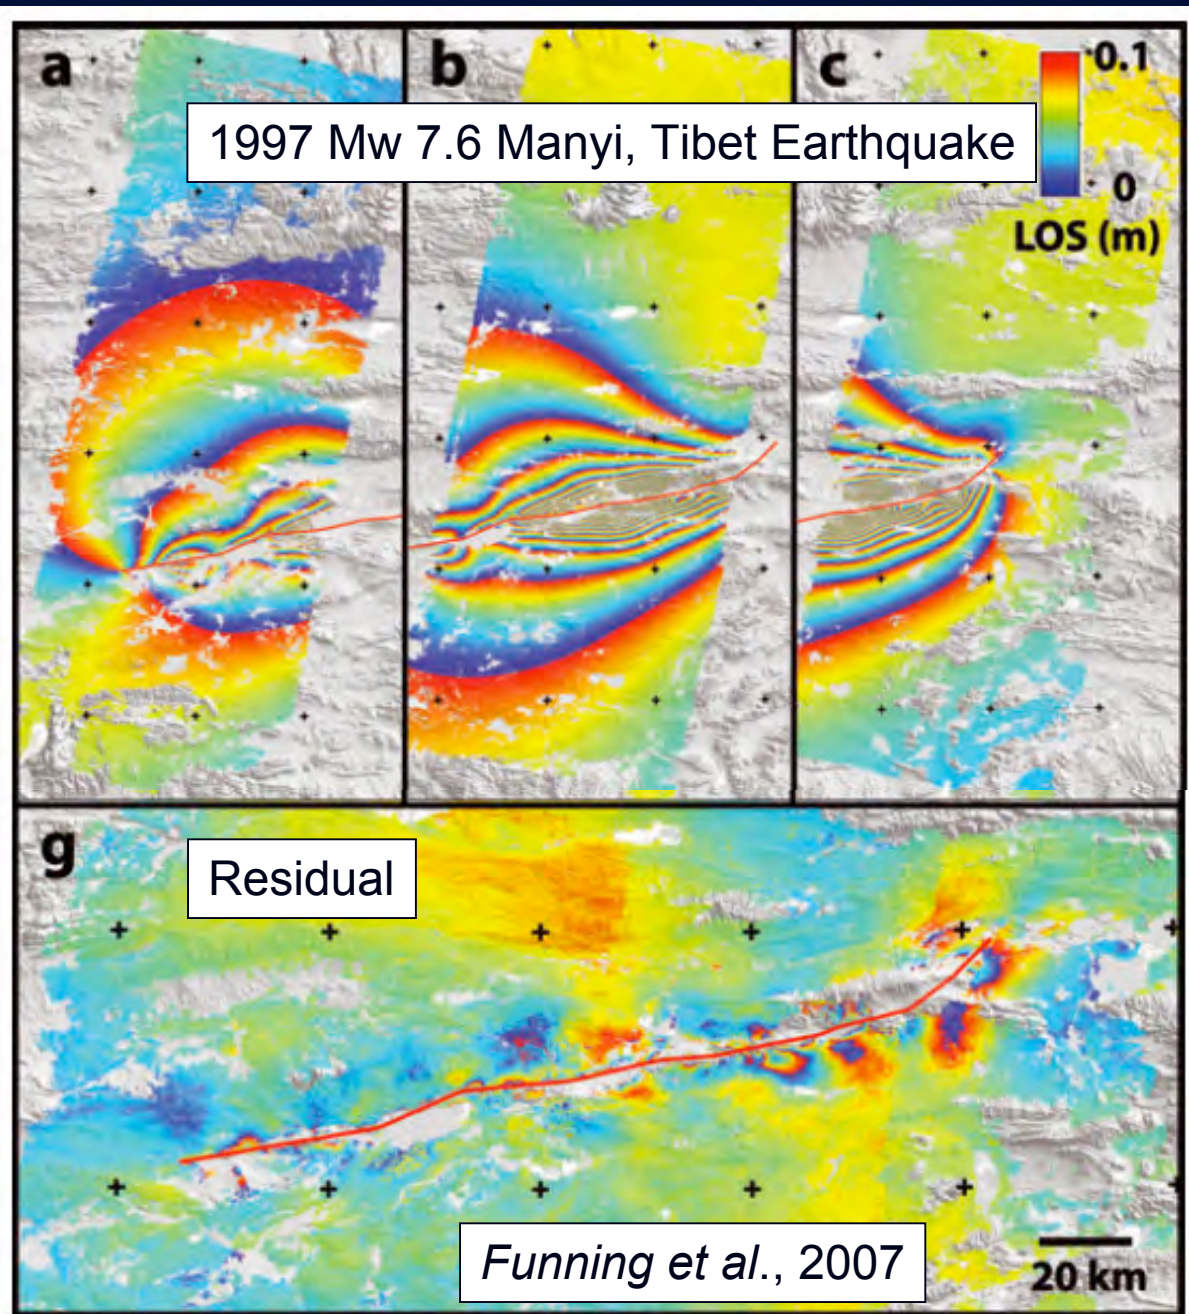 a
b
c
0.1
1997 Mw 7.6 Manyi, Tibet Earthquake
0
LOS (m)
g
Residual
Funning et al., 2007
20 km